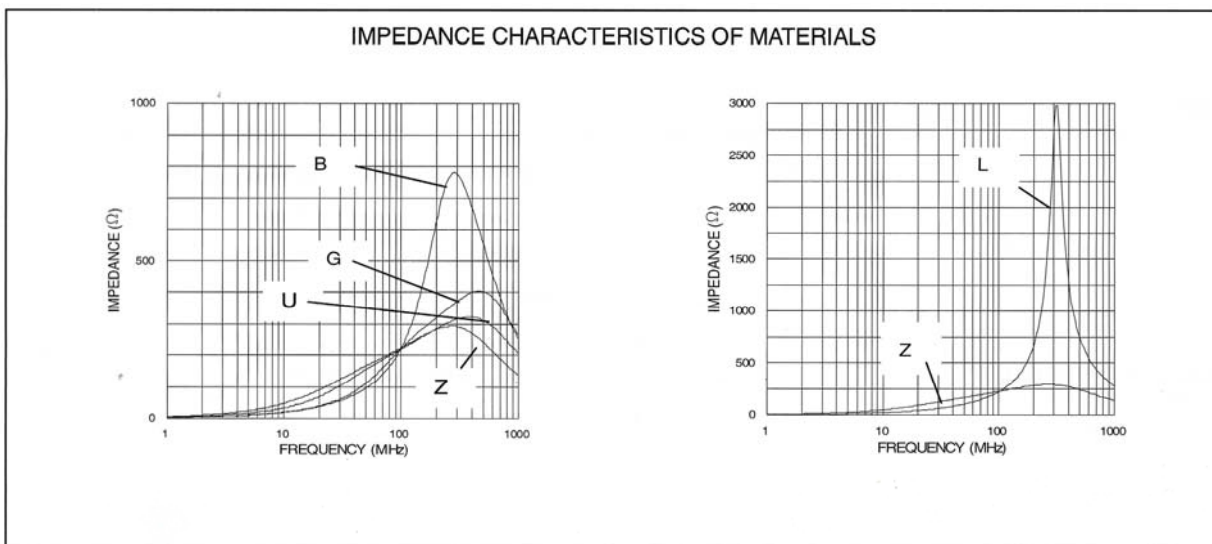 IMPEDANCE CHARACTERISTICS OF MATERIALS
1000
500
0
IMPEDANCE (Ω)
B
G
U
Z
1
10
100
1000
FREQUENCY (MHz)
3000
2500
2000
1500
1000
500
0
IMPEDANCE (Ω)
L
Z
1
10
100
1000
FREQUENCY (MHz)